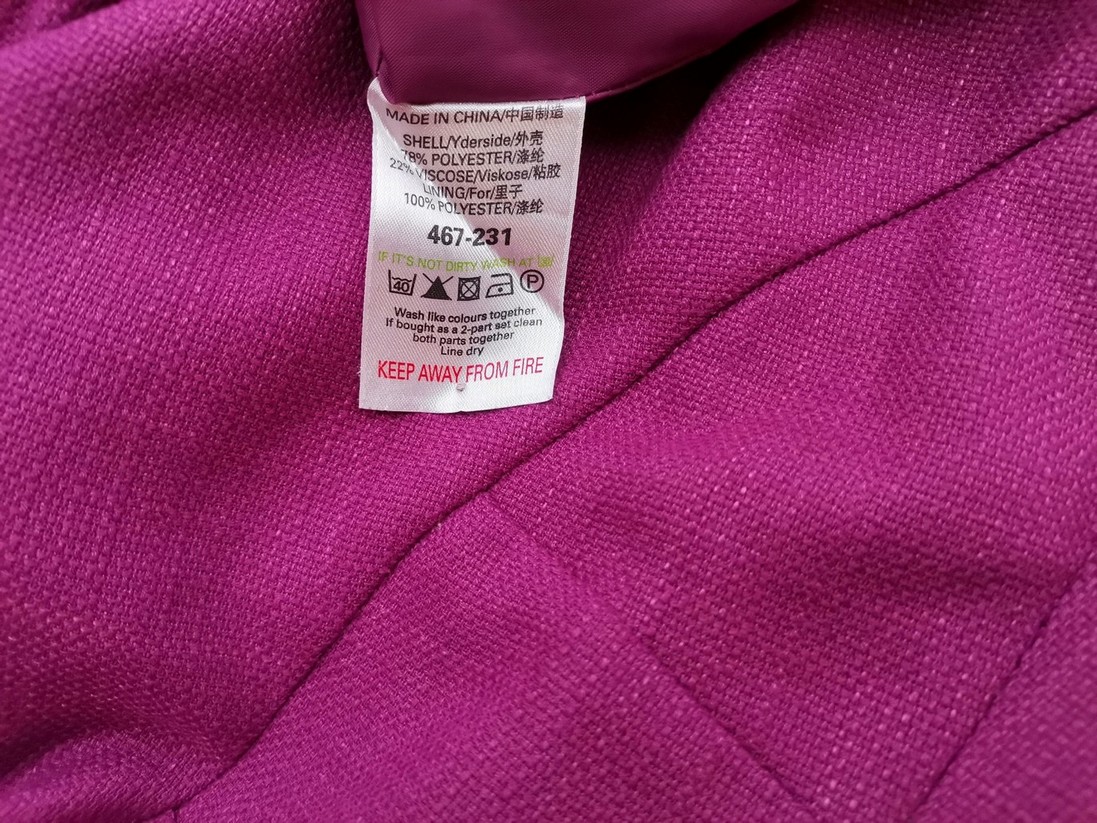 MADE IN CHINA/中国制造
SHELL/Yderside/外壳
78% POLYESTER/涤纶
22% VISCOSE/Viskose/粘胶
LINING/For/里子
100% POLYESTER/涤纶
467-231
IF IT'S NOT DIRTY WASH AT 30/
40 P
Wash like colours together
If bought as a 2-part set clean
both parts together
Line dry
KEEP AWAY FROM FIRE